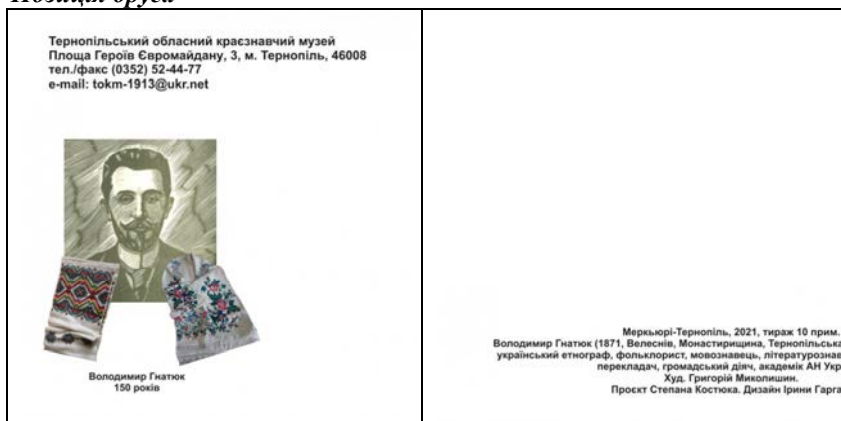 Тернопільський обласний краєзнавчий музей
Площа Героїв Євромайдану, 3, м. Тернопіль, 46008
тел./факс (0352) 52-44-77
e-mail: tokm-1913@ukr.net
Володимир Гнатюк
150 років
Меркьюрі-Тернопіль, 2021, тираж 10 прим.
Володимир Гнатюк (1871, Велеснів, Монастирищина, Тернопільська
український етнограф, фольклорист, мовознавець, літературознав
перекладач, громадський діяч, академік АН Укр
Худ. Григорій Миколишин.
Проєкт Степана Костюка. Дизайн Ірини Гарга